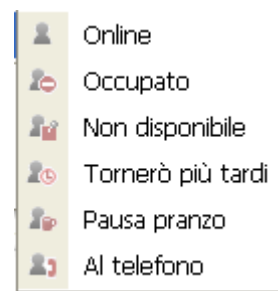 Online
Occupato
Non disponibile
Tornerò più tardi
Pausa pranzo
Al telefono